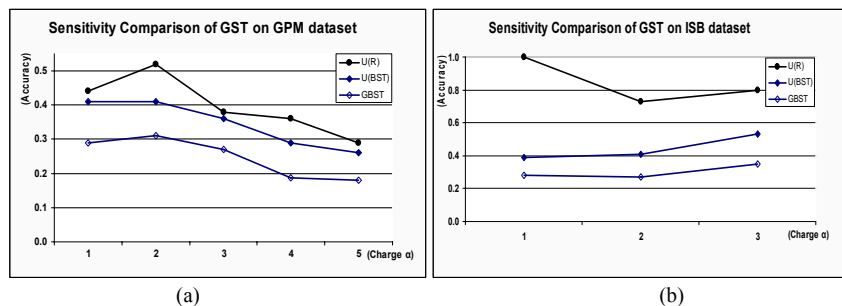 Sensitivity Comparison of GST on GPM dataset
(Accuracy)
0.5
0.4
0.3
0.2
0.1
0.0
1 2 3 4 5 (Charge α)
U(R)
U(BST)
GBST
(a)
Sensitivity Comparison of GST on ISB dataset
(Accuracy)
1.0
0.8
0.6
0.4
0.2
0.0
1 2 3 (Charge α)
U(R)
U(BST)
GBST
(b)